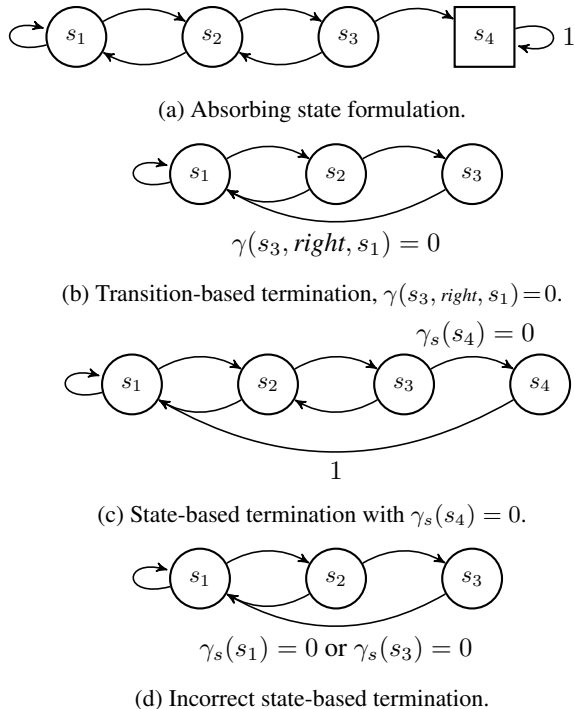 s₁ s₂ s₃ s₄ 1
(a) Absorbing state formulation.
s₁ s₂ s₃
γ(s₃, right, s₁) = 0
(b) Transition-based termination, γ(s₃, right, s₁)=0.
γₛ(s₄) = 0
s₁ s₂ s₃ s₄
1
(c) State-based termination with γₛ(s₄) = 0.
s₁ s₂ s₃
γₛ(s₁) = 0 or γₛ(s₃) = 0
(d) Incorrect state-based termination.